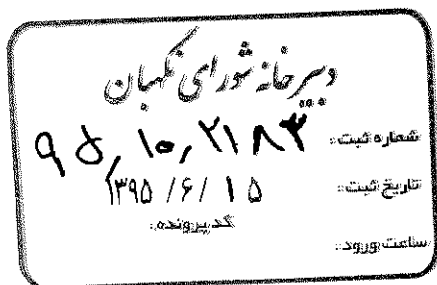 دبیرخانه شورای نگهبان
شماره ثبت: ۹۵٫۱۰٫۲۱۸۳
تاریخ ثبت: ۱۳۹۵/۶/۱۵
کد پرونده:
ساعت ورود: